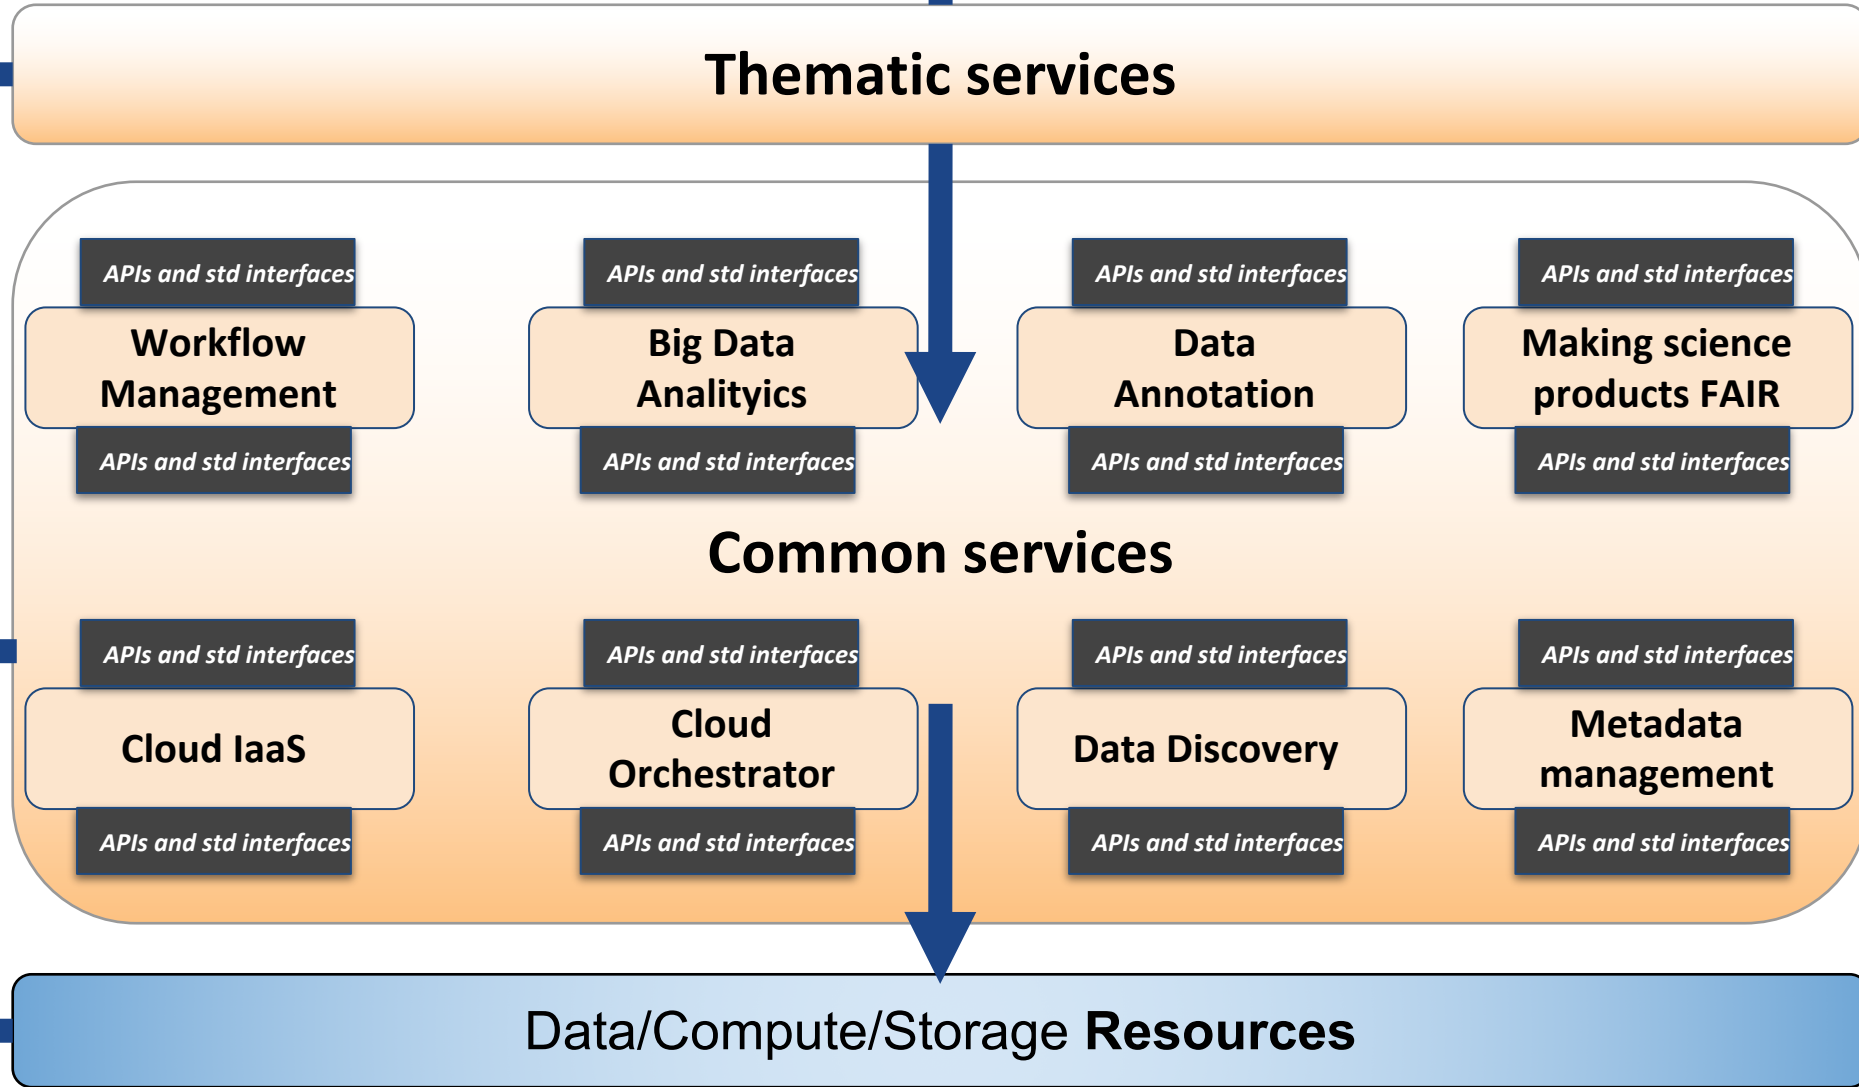 Thematic services
APIs and std interfaces
APIs and std interfaces
APIs and std interfaces
APIs and std interfaces
Workflow
Management
Big Data
Analityics
Data
Annotation
Making science
products FAIR
APIs and std interfaces
APIs and std interfaces
APIs and std interfaces
APIs and std interfaces
Common services
APIs and std interfaces
APIs and std interfaces
APIs and std interfaces
APIs and std interfaces
Cloud IaaS
Cloud
Orchestrator
Data Discovery
Metadata
management
APIs and std interfaces
APIs and std interfaces
APIs and std interfaces
APIs and std interfaces
Data/Compute/Storage Resources